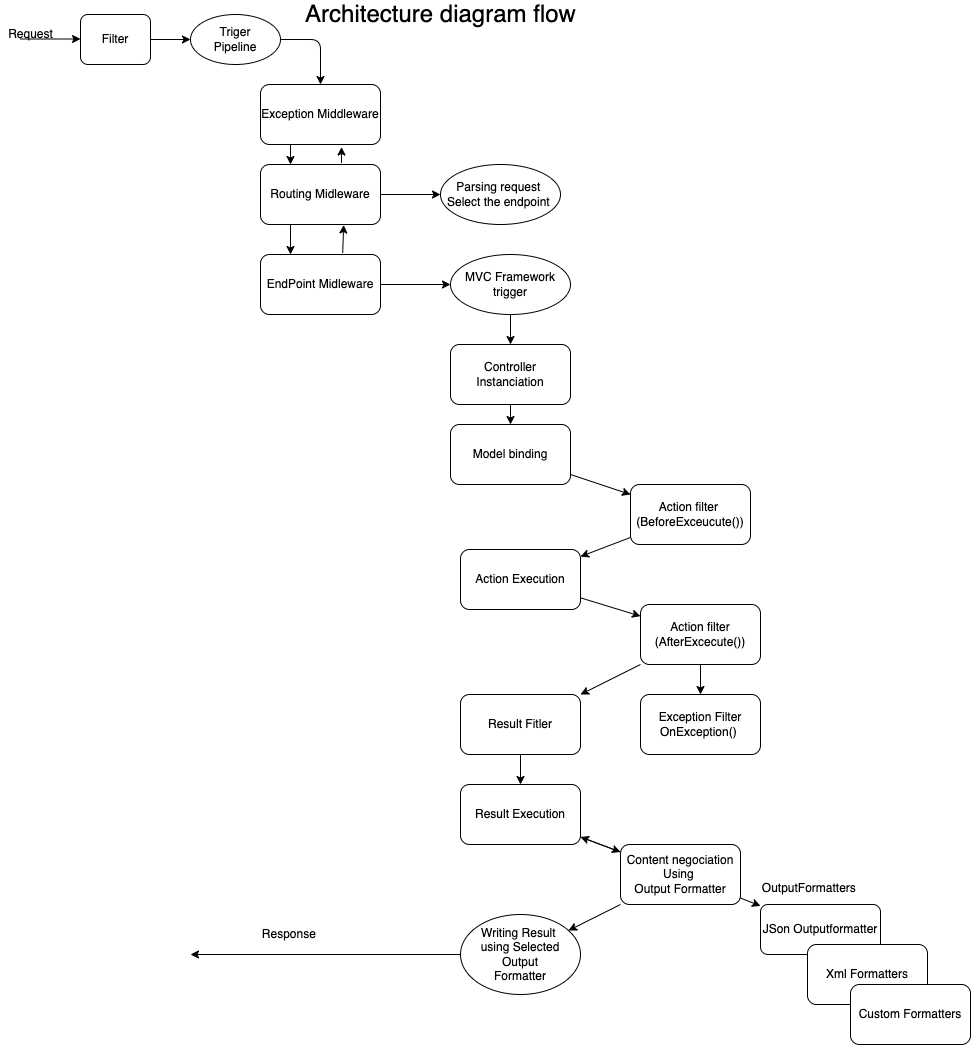 Architecture diagram flow
Request
Filter
Triger
Pipeline
Exception Middleware
Routing Midleware
Parsing request
Select the endpoint
EndPoint Midleware
MVC Framework
trigger
Controller
Instanciation
Model binding
Action filter
(BeforeExceucute())
Action Execution
Action filter
(AfterExcecute())
Result Fitler
Exception Filter
OnException()
Result Execution
Content negociation
Using
Output Formatter
OutputFormatters
JSon Outputformatter
Response
Writing Result
using Selected
Output
Formatter
Xml Formatters
Custom Formatters